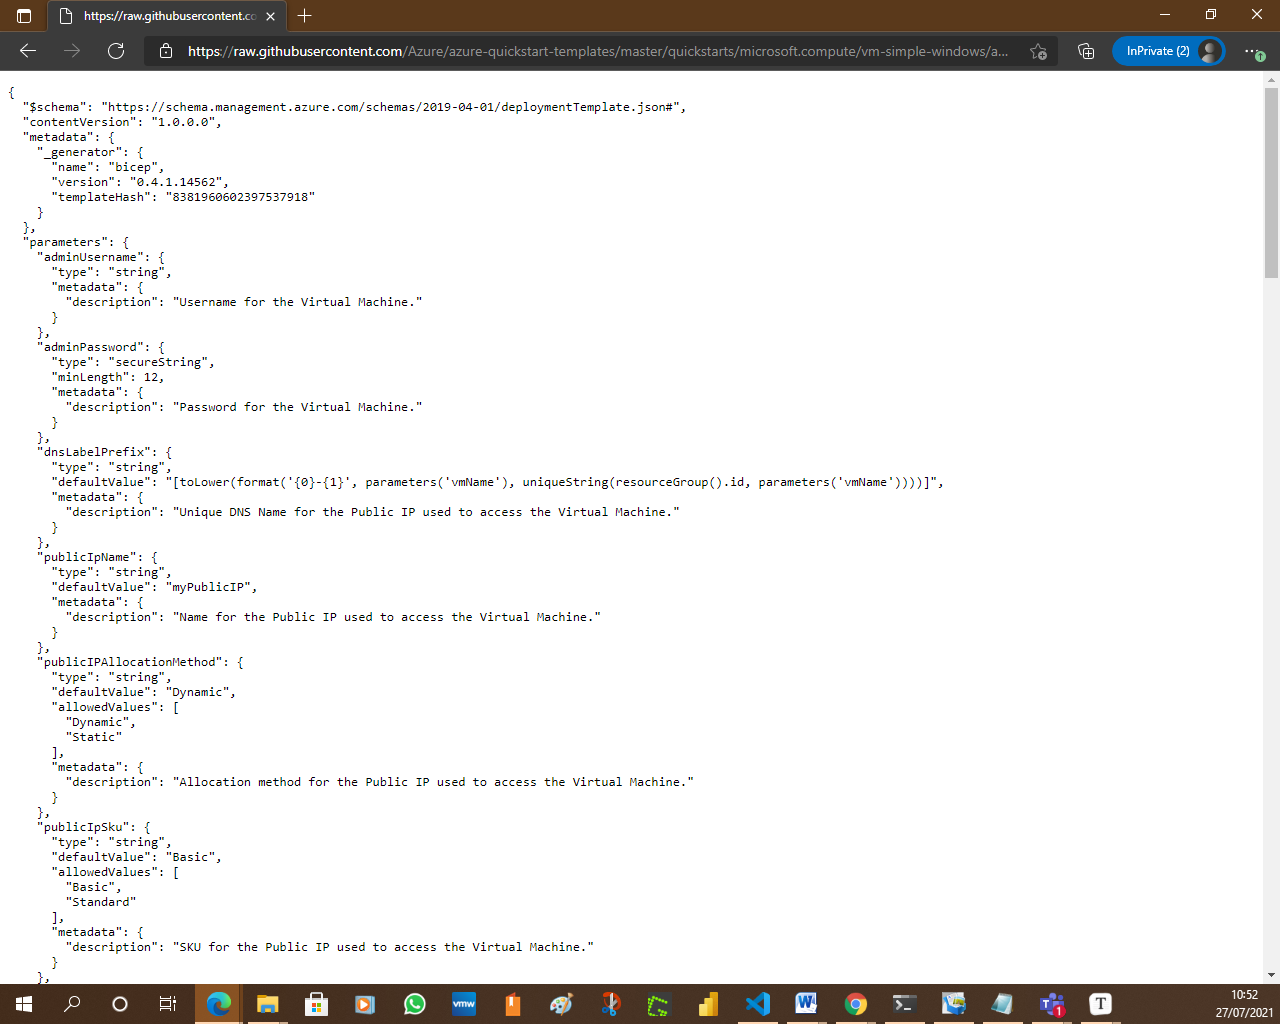 https://raw.githubusercontent.co
https://raw.githubusercontent.com/Azure/azure-quickstart-templates/master/quickstarts/microsoft.compute/vm-simple-windows/a...
InPrivate (2)
{
  "$schema": "https://schema.management.azure.com/schemas/2019-04-01/deploymentTemplate.json#",
  "contentVersion": "1.0.0.0",
  "metadata": {
    "_generator": {
      "name": "bicep",
      "version": "0.4.1.14562",
      "templateHash": "8381960602397537918"
    }
  },
  "parameters": {
    "adminUsername": {
      "type": "string",
      "metadata": {
        "description": "Username for the Virtual Machine."
      }
    },
    "adminPassword": {
      "type": "secureString",
      "minLength": 12,
      "metadata": {
        "description": "Password for the Virtual Machine."
      }
    },
    "dnsLabelPrefix": {
      "type": "string",
      "defaultValue": "[toLower(format('{0}-{1}', parameters('vmName'), uniqueString(resourceGroup().id, parameters('vmName'))))]",
      "metadata": {
        "description": "Unique DNS Name for the Public IP used to access the Virtual Machine."
      }
    },
    "publicIpName": {
      "type": "string",
      "defaultValue": "myPublicIP",
      "metadata": {
        "description": "Name for the Public IP used to access the Virtual Machine."
      }
    },
    "publicIPAllocationMethod": {
      "type": "string",
      "defaultValue": "Dynamic",
      "allowedValues": [
        "Dynamic",
        "Static"
      ],
      "metadata": {
        "description": "Allocation method for the Public IP used to access the Virtual Machine."
      }
    },
    "publicIpSku": {
      "type": "string",
      "defaultValue": "Basic",
      "allowedValues": [
        "Basic",
        "Standard"
      ],
      "metadata": {
        "description": "SKU for the Public IP used to access the Virtual Machine."
      }
    },
vmw
W
1
T
10:52
27/07/2021